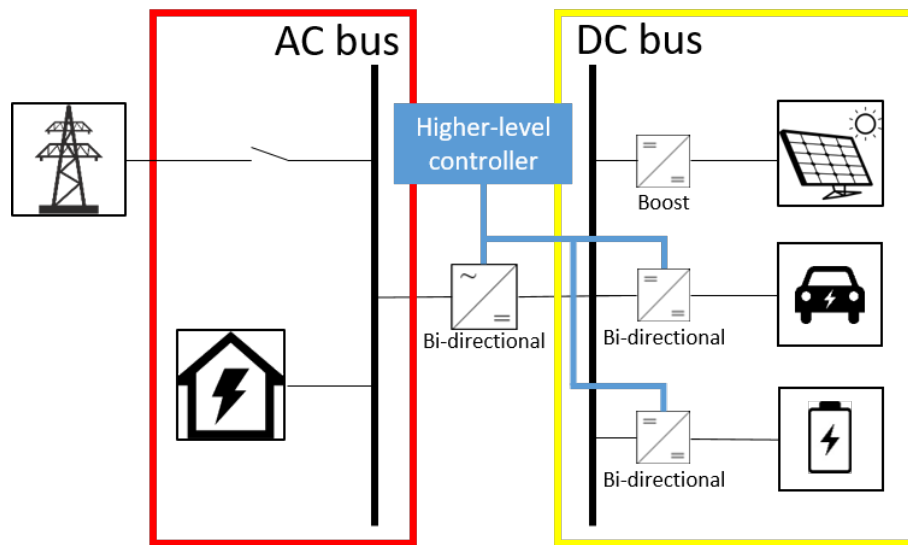 AC bus
DC bus
Higher-level
controller
Boost
~
Bi-directional
Bi-directional
Bi-directional